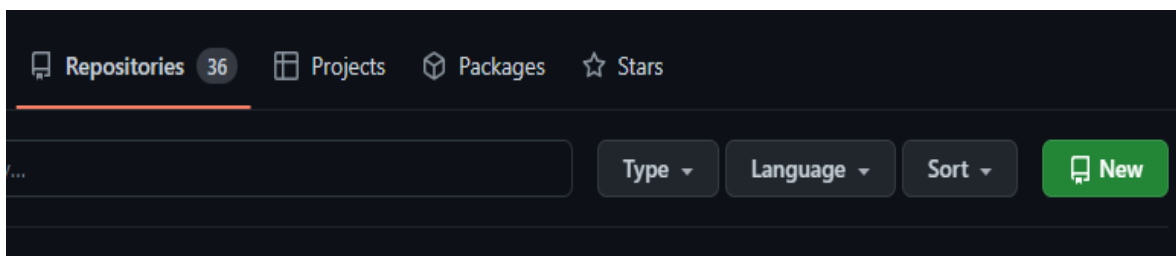 Repositories 36 Projects Packages Stars
... Type Language Sort New